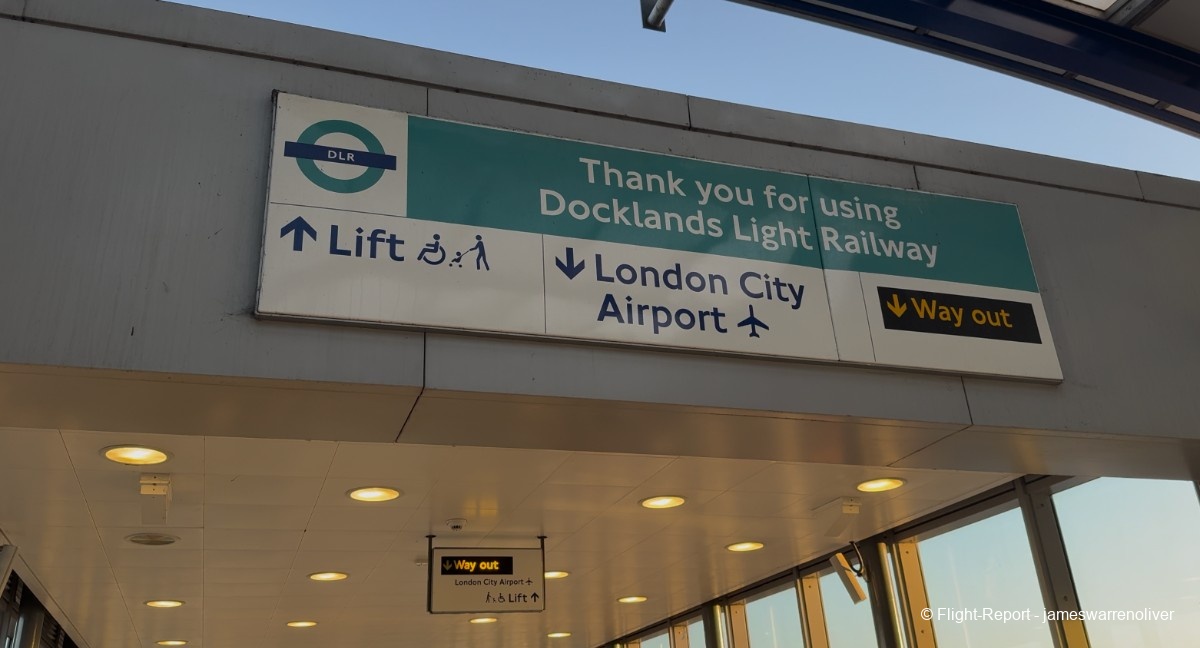 DLR
Thank you for using
Docklands Light Railway
Lift
London City
Airport
Way out
Way out
London City Airport
Lift
© Flight-Report - jameswarrenoliver